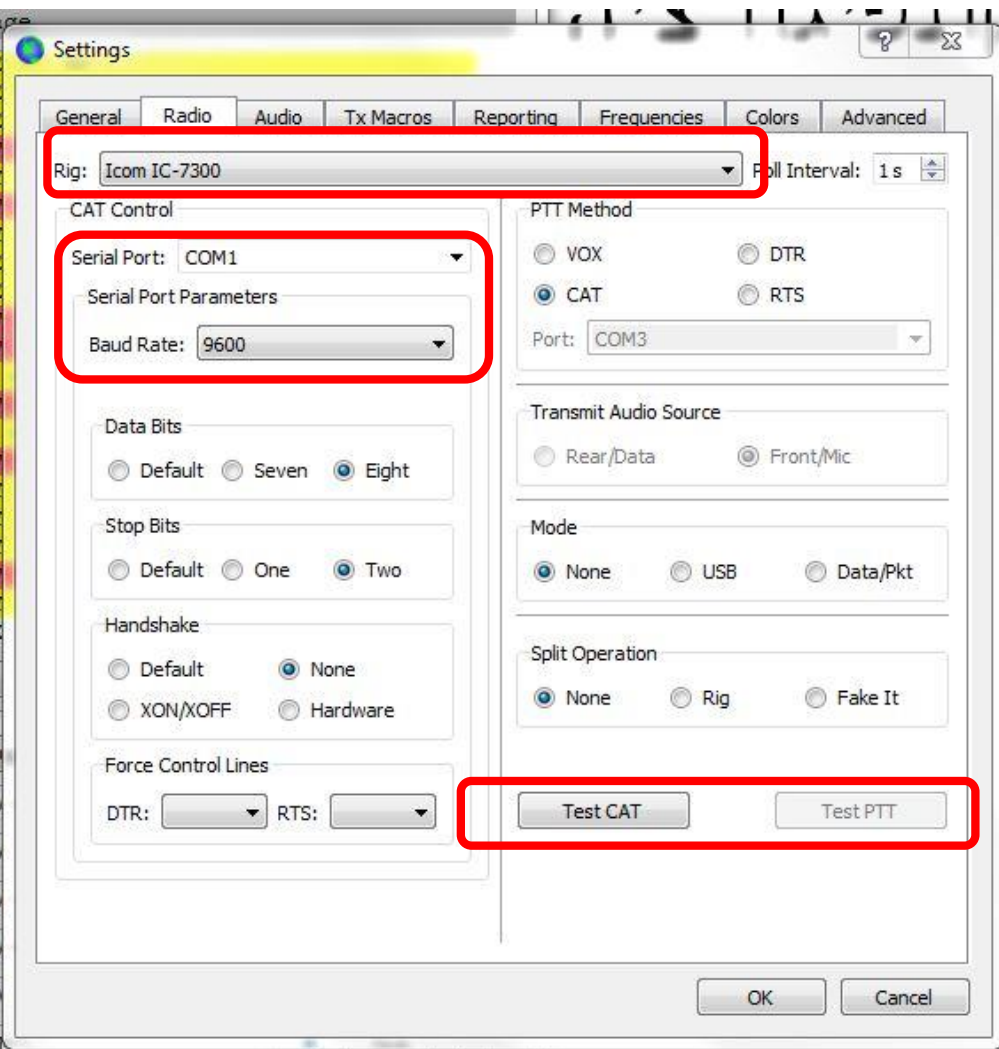 Settings
General Radio Audio Tx Macros Reporting Frequencies Colors Advanced
Rig: Icom IC-7300 Poll Interval: 1 s
CAT Control
Serial Port: COM1
Serial Port Parameters
Baud Rate: 9600
Data Bits
Default Seven Eight
Stop Bits
Default One Two
Handshake
Default None
XON/XOFF Hardware
Force Control Lines
DTR: RTS:
PTT Method
VOX DTR
CAT RTS
Port: COM3
Transmit Audio Source
Rear/Data Front/Mic
Mode
None USB Data/Pkt
Split Operation
None Rig Fake It
Test CAT Test PTT
OK Cancel